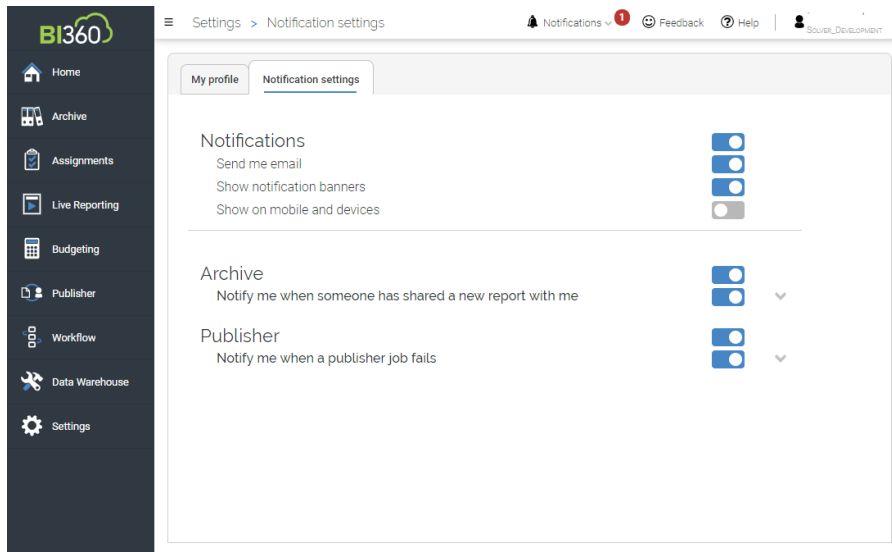 BI360
Settings > Notification settings
Notifications 1
Feedback
Help
SOLVER_DEVELOPMENT
Home
Archive
Assignments
Live Reporting
Budgeting
Publisher
Workflow
Data Warehouse
Settings
My profile
Notification settings
Notifications
Send me email
Show notification banners
Show on mobile and devices
Archive
Notify me when someone has shared a new report with me
Publisher
Notify me when a publisher job fails